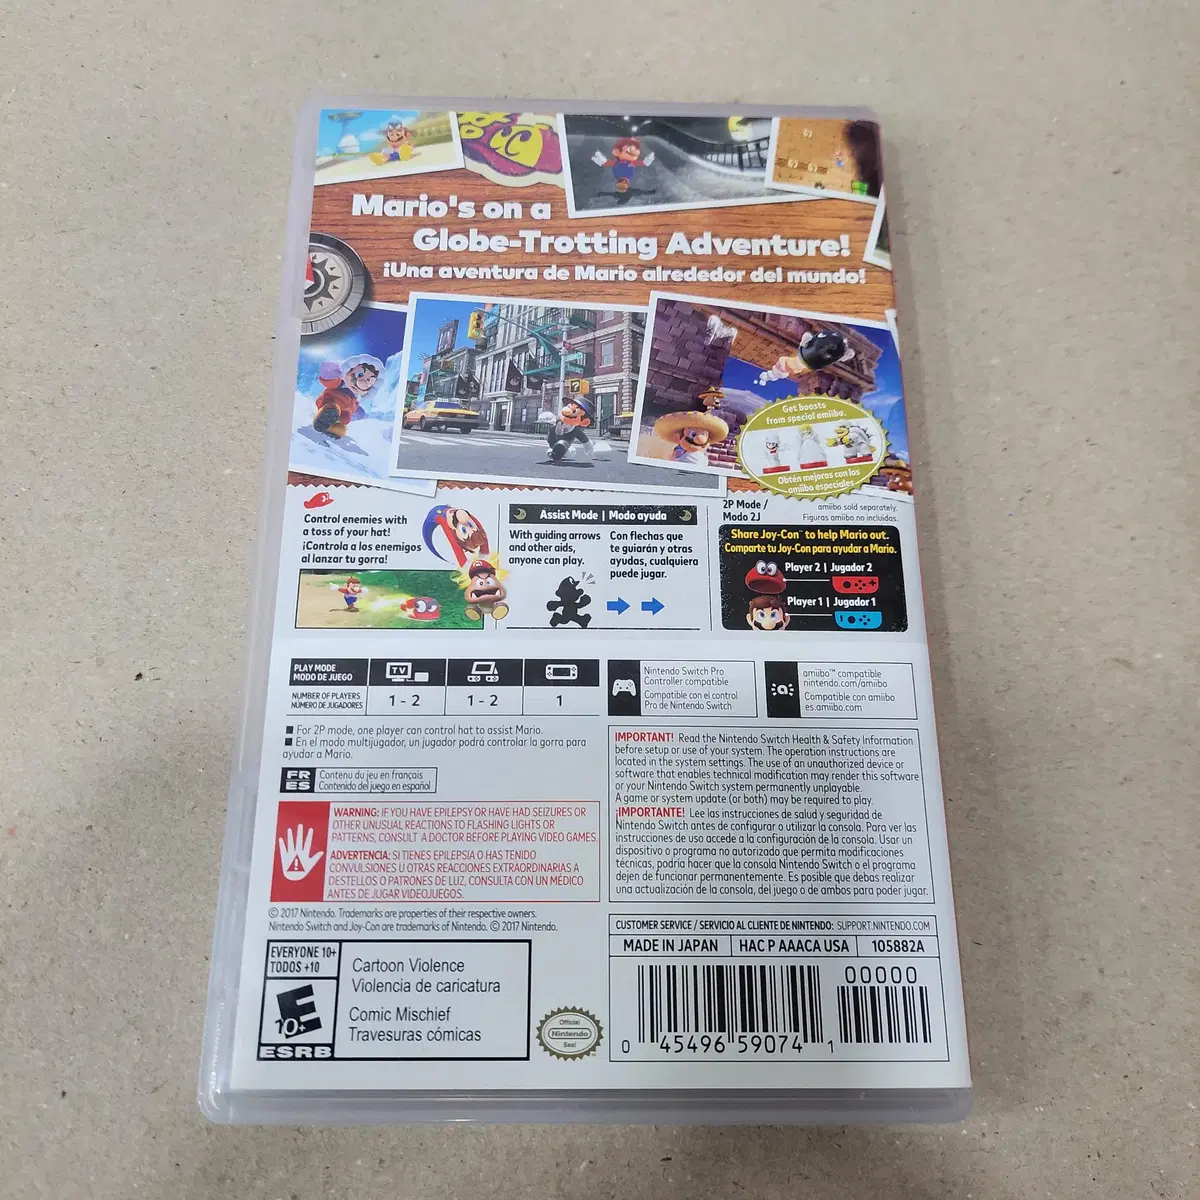 Mario's on a
Globe-Trotting Adventure!
¡Una aventura de Mario alrededor del mundo!
Get boosts
from special amiibo.
Obtén mejoras con los
amiibo especiales.
Control enemies with
a toss of your hat!
¡Controla a los enemigos
al lanzar tu gorra!
Assist Mode | Modo ayuda
With guiding arrows
and other aids,
anyone can play.
Con flechas que
te guiarán y otras
ayudas, cualquiera
puede jugar.
2P Mode /
Modo 2J
amiibo sold separately.
Figuras amiibo no incluidas.
Share Joy-Con™ to help Mario out.
Comparte tu Joy-Con para ayudar a Mario.
Player 2 | Jugador 2
Player 1 | Jugador 1
PLAY MODE
MODO DE JUEGO
TV
NUMBER OF PLAYERS
NÚMERO DE JUGADORES
1 - 2
1 - 2
1
Nintendo Switch Pro
Controller compatible
Compatible con el control
Pro de Nintendo Switch
amiibo™ compatible
nintendo.com/amiibo
Compatible con amiibo
es.amiibo.com
For 2P mode, one player can control hat to assist Mario.
En el modo multijugador, un jugador podrá controlar la gorra para
ayudar a Mario.
FR
ES
Contenu du jeu en français
Contenido del juego en español
WARNING: IF YOU HAVE EPILEPSY OR HAVE HAD SEIZURES OR
OTHER UNUSUAL REACTIONS TO FLASHING LIGHTS OR
PATTERNS, CONSULT A DOCTOR BEFORE PLAYING VIDEO GAMES.
ADVERTENCIA: SI TIENES EPILEPSIA O HAS TENIDO
CONVULSIONES U OTRAS REACCIONES EXTRAORDINARIAS A
DESTELLOS O PATRONES DE LUZ, CONSULTA CON UN MÉDICO
ANTES DE JUGAR VIDEOJUEGOS.
IMPORTANT! Read the Nintendo Switch Health & Safety Information
before setup or use of your system. The operation instructions are
located in the system settings. The use of an unauthorized device or
software that enables technical modification may render this software
or your Nintendo Switch system permanently unplayable.
A game or system update (or both) may be required to play.
¡IMPORTANTE! Lee las instrucciones de salud y seguridad de
Nintendo Switch antes de configurar o utilizar la consola. Para ver las
instrucciones de uso accede a la configuración de la consola. Usar un
dispositivo o programa no autorizado que permita modificaciones
técnicas, podría hacer que la consola Nintendo Switch o el programa
dejen de funcionar permanentemente. Es posible que debas realizar
una actualización de la consola, del juego o de ambos para poder jugar.
© 2017 Nintendo. Trademarks are properties of their respective owners.
Nintendo Switch and Joy-Con are trademarks of Nintendo. © 2017 Nintendo.
CUSTOMER SERVICE / SERVICIO AL CLIENTE DE NINTENDO: SUPPORT.NINTENDO.COM
MADE IN JAPAN
HAC P AAACA USA
105882A
EVERYONE 10+
TODOS +10
E
10+
ESRB
Cartoon Violence
Violencia de caricatura
Comic Mischief
Travesuras cómicas
Official
Nintendo
Seal
00000
0 45496 59074 1